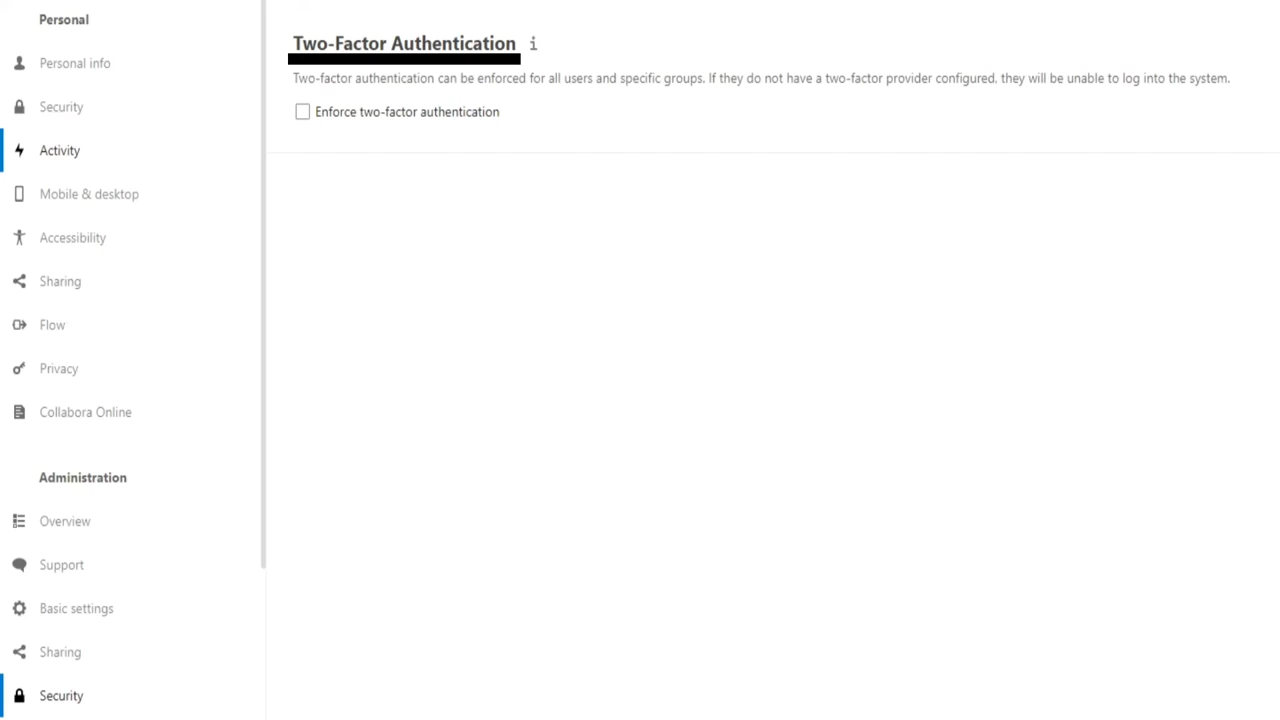 Personal
Personal info
Security
Activity
Mobile & desktop
Accessibility
Sharing
Flow
Privacy
Collabora Online
Administration
Overview
Support
Basic settings
Sharing
Security
Two-Factor Authentication i
Two-factor authentication can be enforced for all users and specific groups. If they do not have a two-factor provider configured, they will be unable to log into the system.
Enforce two-factor authentication